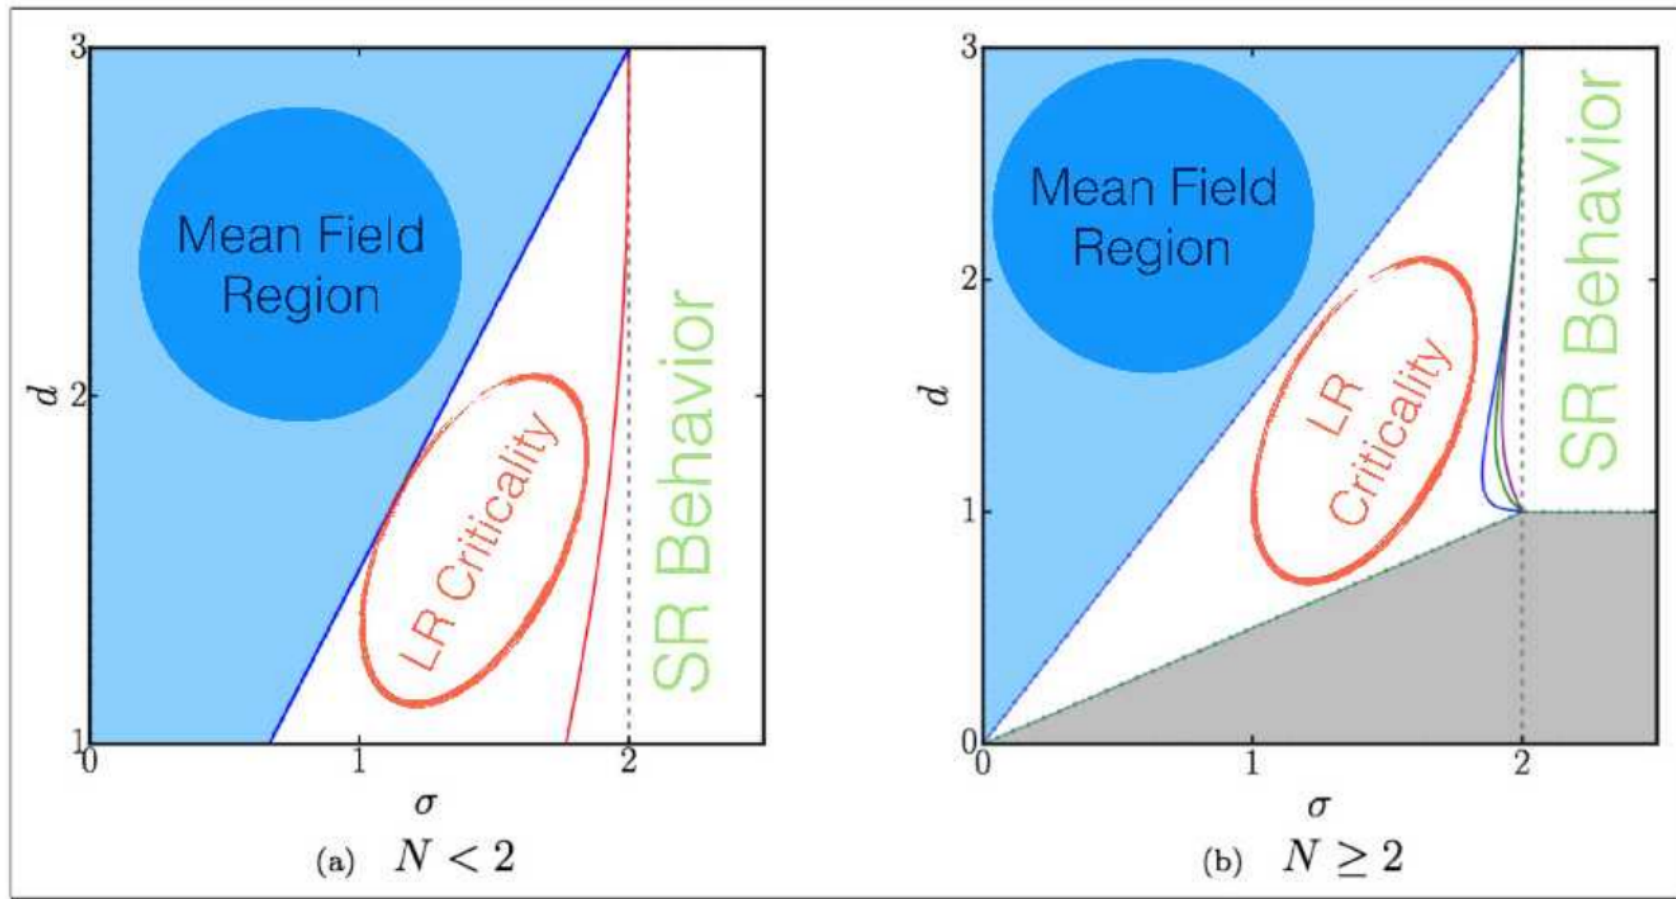 3
2
1
0
1
2
d
σ
Mean Field
Region
LR Criticality
SR Behavior
(a) N < 2
3
2
1
0
0
1
2
d
σ
Mean Field
Region
LR
Criticality
SR Behavior
(b) N ≥ 2